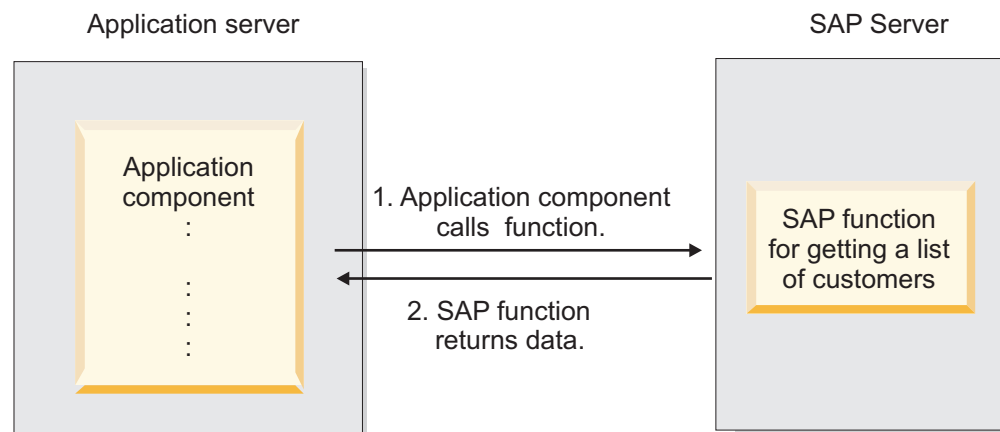 Application server
SAP Server
Application
component
:
:
:
:
1. Application component
calls function.
2. SAP function
returns data.
SAP function
for getting a list
of customers